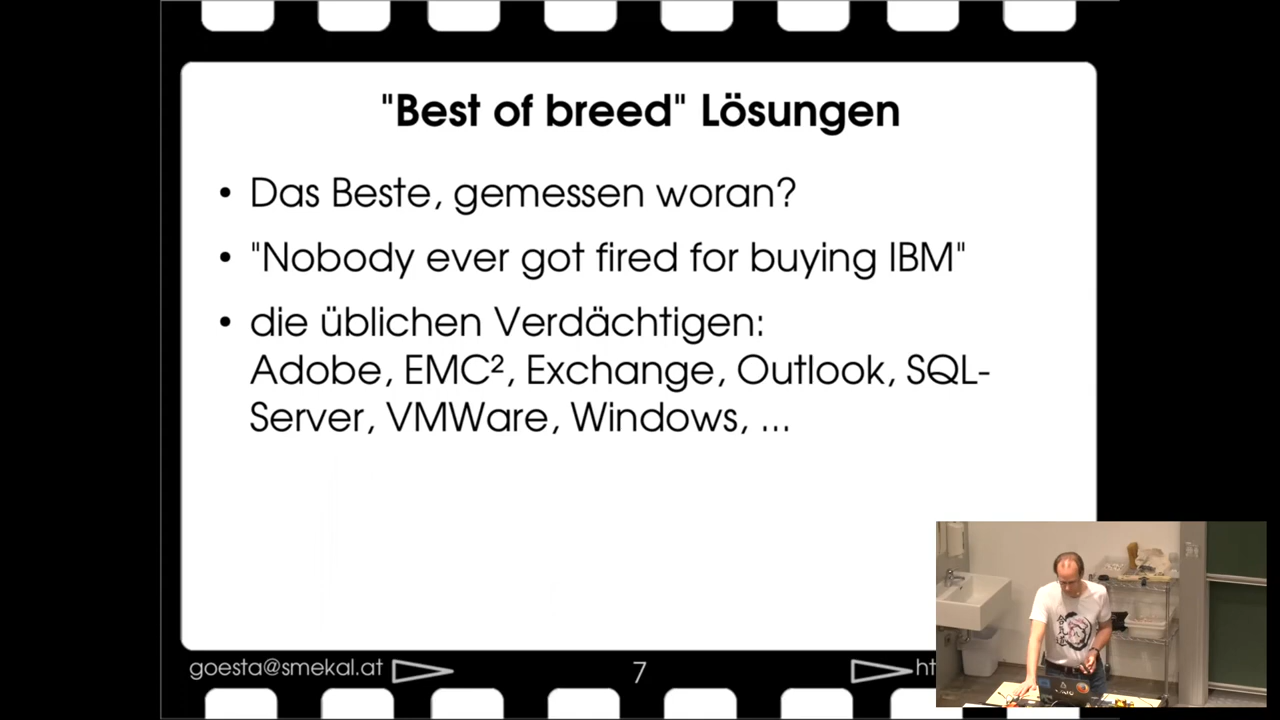 "Best of breed" Lösungen
• Das Beste, gemessen woran?
• "Nobody ever got fired for buying IBM"
• die üblichen Verdächtigen:
Adobe, EMC², Exchange, Outlook, SQL-
Server, VMWare, Windows, ...
goesta@smekal.at
7
ht